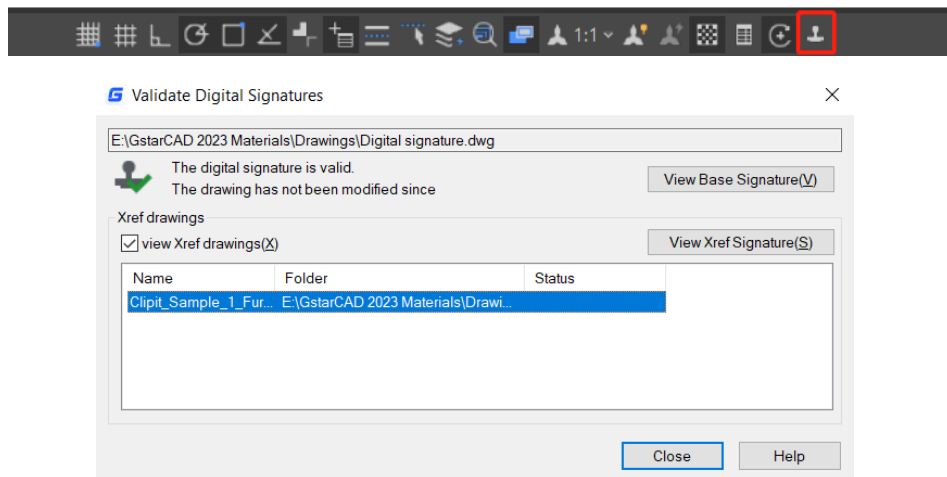 1:1
Validate Digital Signatures
E:\GstarCAD 2023 Materials\Drawings\Digital signature.dwg
The digital signature is valid.
The drawing has not been modified since
View Base Signature(V)
Xref drawings
view Xref drawings(X)
View Xref Signature(S)
Name Folder Status
Clipit_Sample_1_Fur... E:\GstarCAD 2023 Materials\Drawi...
Close Help